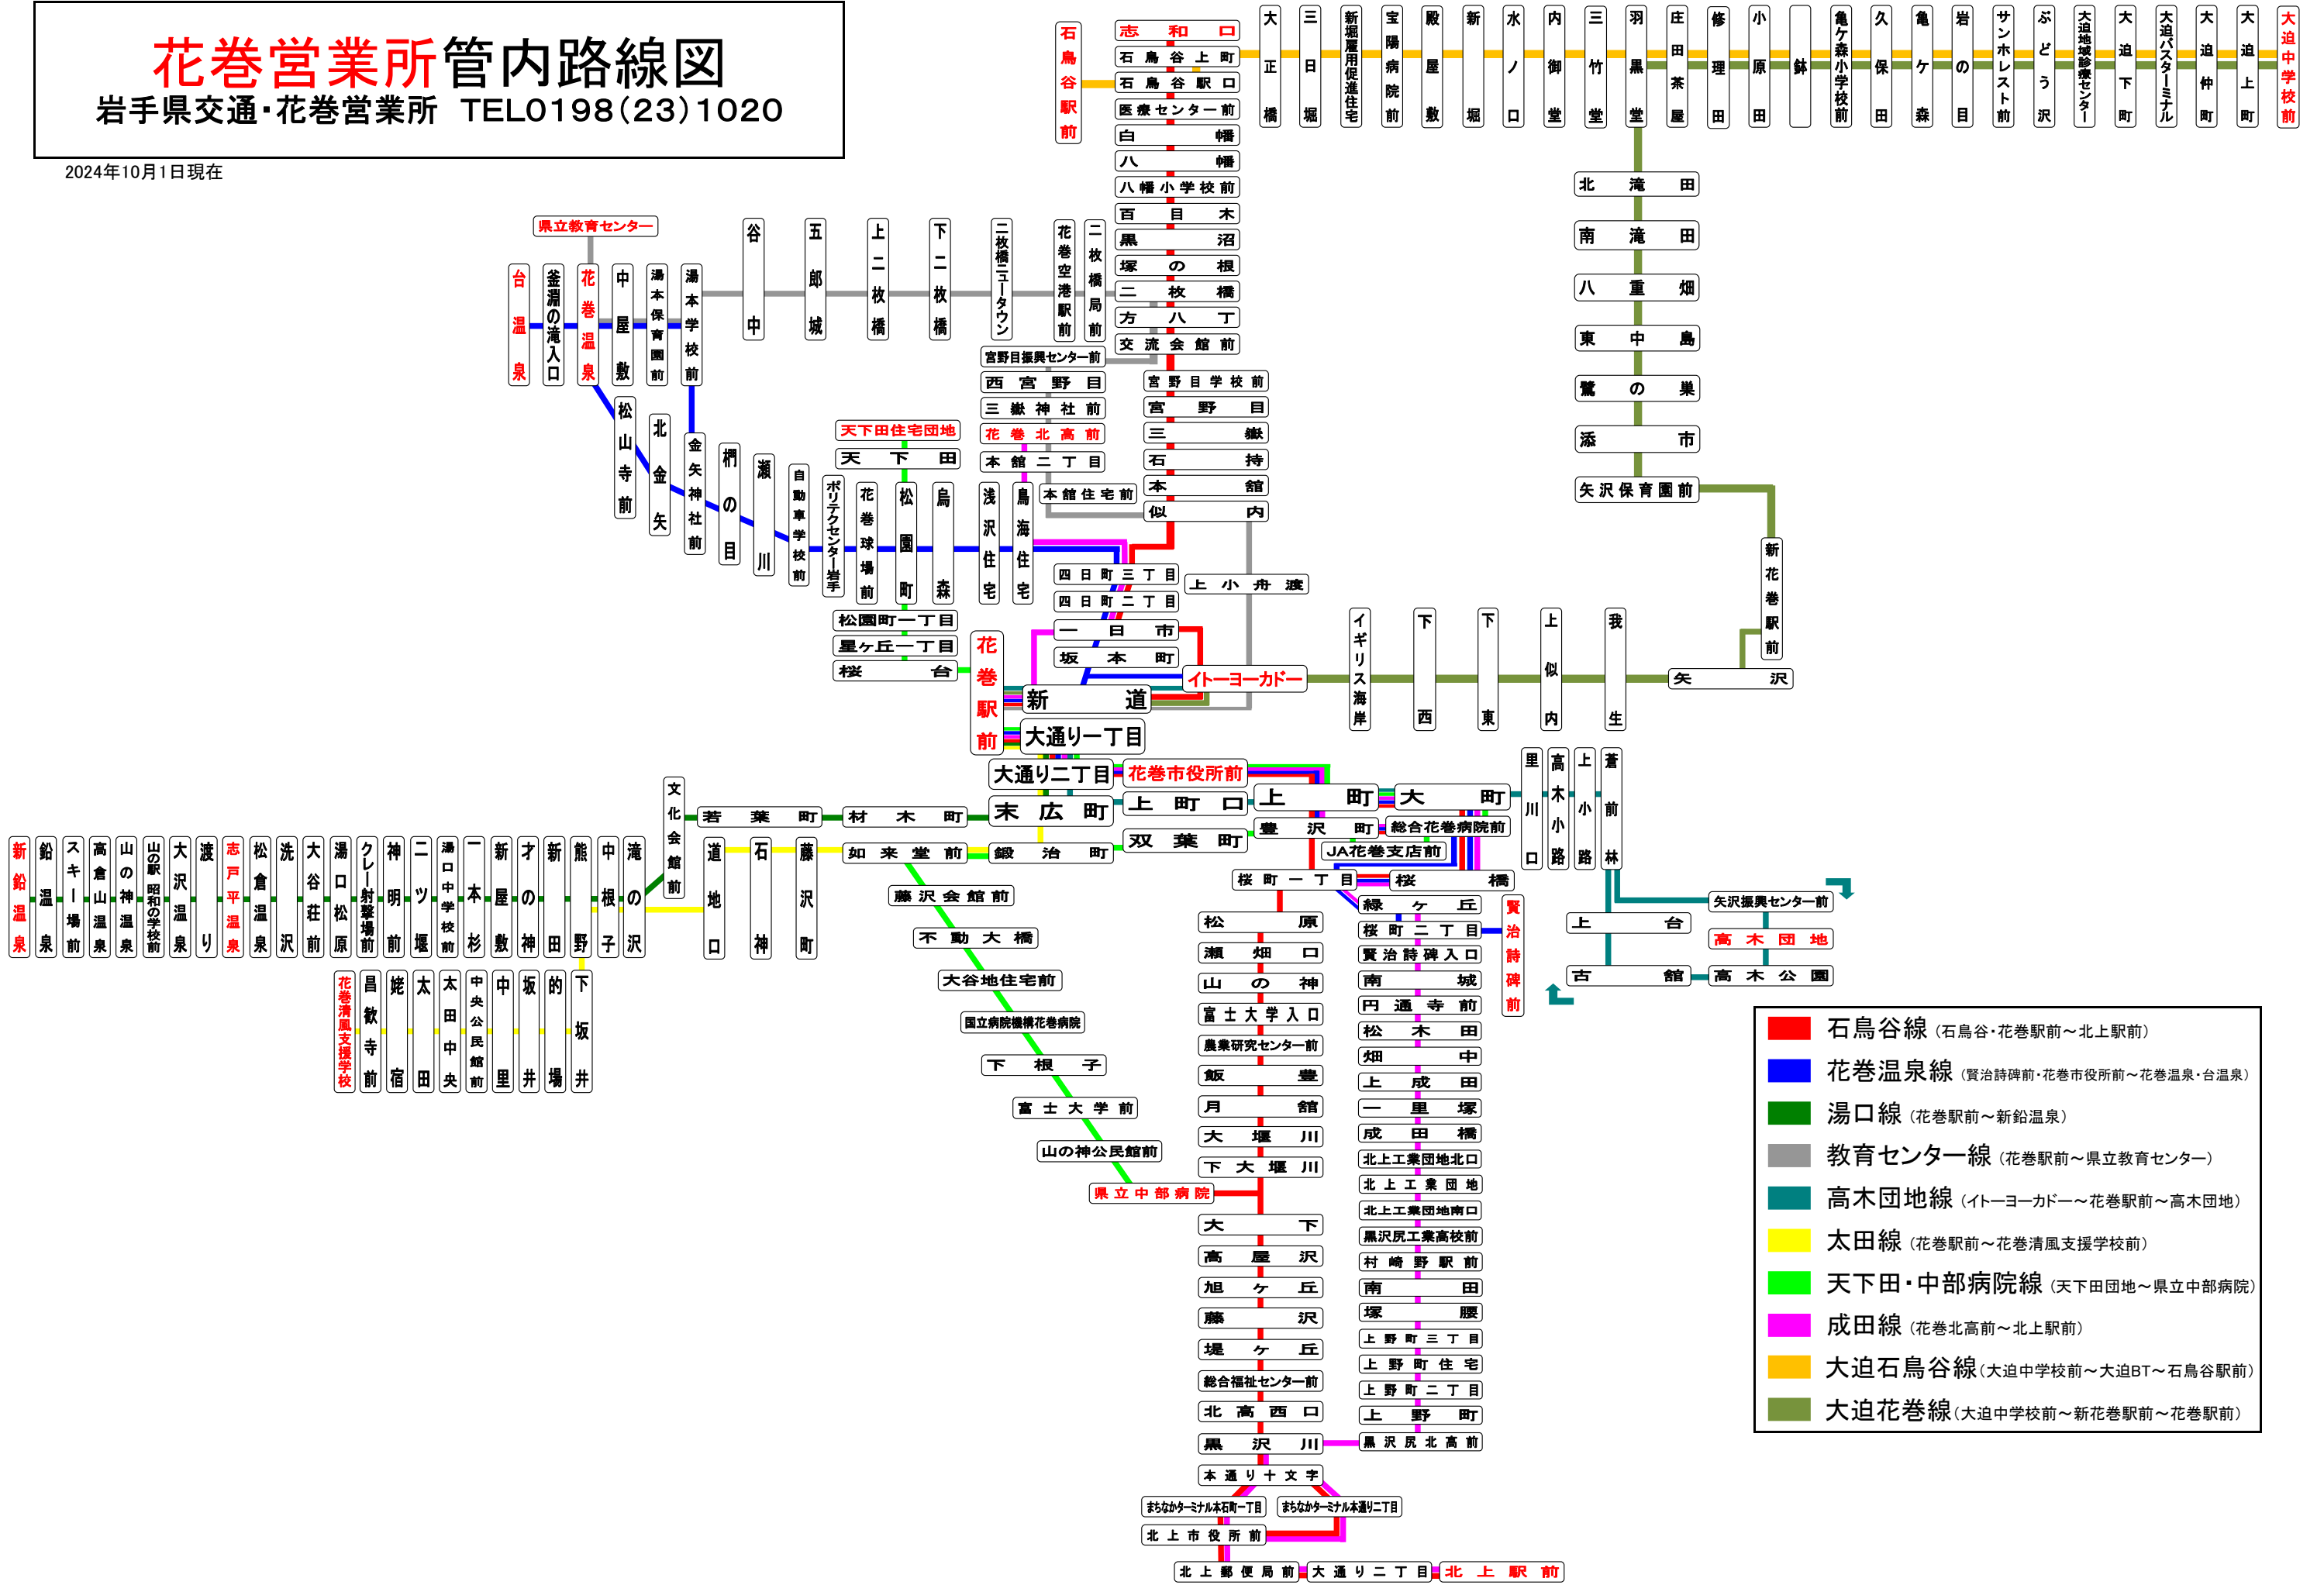 花巻営業所管内路線図
岩手県交通・花巻営業所　TEL0198(23)1020
2024年10月1日現在
石鳥谷駅前
志和口
石鳥谷上町
石鳥谷駅口
医療センター前
白幡
八幡
八幡小学校前
百目木
黒沼
塚の根
二枚橋
方八丁
交流会館前
大正橋
三日堀
新堀雇用促進住宅
宝陽病院前
殿屋敷
新堀
水ノ口
内御堂
三竹堂
羽黒堂
庄田茶屋
修理田
小原田
鉢
亀ケ森小学校前
久保田
亀ケ森
岩の目
サンホレスト前
ぶどう沢
大迫地域診療センター
大迫下町
大迫バスターミナル
大迫仲町
大迫上町
大迫中学校前
北滝田
南滝田
八重畑
東中島
鷺の巣
添市
矢沢保育園前
新花巻駅前
矢沢
県立教育センター
台温泉
釜淵の滝入口
花巻温泉
中屋敷
湯本保育園前
湯本学校前
谷中
五郎城
上二枚橋
下二枚橋
二枚橋ニュータウン
花巻空港駅前
二枚橋局前
宮野目振興センター前
西宮野目
三嶽神社前
花巻北高前
本舘二丁目
本舘住宅前
宮野目学校前
宮野目
三嶽
石持
本舘
似内
松山寺前
北金矢
金矢神社前
椚の目
瀬川
自動車学校前
ポリテクセンター岩手
花巻球場前
松園町
烏森
浅沢住宅
鳥海住宅
天下田住宅団地
天下田
松園町一丁目
星ヶ丘一丁目
桜台
四日町三丁目
四日町二丁目
一日市
坂本町
上小舟渡
イトーヨーカドー
イギリス海岸
下西
下東
上似内
我生
花巻駅前
新道
大通り一丁目
大通り二丁目
花巻市役所前
末広町
上町口
上町
大町
双葉町
豊沢町
総合花巻病院前
JA花巻支店前
鍛治町
如来堂前
材木町
若葉町
文化会館前
道地口
石神
藤沢町
里川口
高木小路
上小路
蒼前林
上台
古舘
矢沢振興センター前
高木団地
高木公園
新鉛温泉
鉛温泉
スキー場前
高倉山温泉
山の神温泉
山の駅 昭和の学校前
大沢温泉
渡り
志戸平温泉
松倉温泉
洗沢
大谷荘前
湯口松原
クレー射撃場前
神明前
二ツ堰
湯口中学校前
一本杉
新屋敷
才の神
新田
熊野
中根子
滝の沢
花巻清風支援学校
昌歓寺前
姥宿
太田
太田中央
中央公民館前
中里
坂井
的場
下坂井
藤沢会館前
不動大橋
大谷地住宅前
国立病院機構花巻病院
下根子
富士大学前
山の神公民館前
県立中部病院
桜町一丁目
桜橋
松原
瀬畑口
山の神
富士大学入口
農業研究センター前
飯豊
月舘
大堰川
下大堰川
大下
高屋沢
旭ヶ丘
藤沢
堤ヶ丘
総合福祉センター前
北高西口
黒沢川
本通り十文字
まちなかターミナル本石町一丁目
まちなかターミナル本通り二丁目
北上市役所前
北上郵便局前
大通り二丁目
北上駅前
緑ヶ丘
桜町二丁目
賢治詩碑前
賢治詩碑入口
南城
円通寺前
松木田
畑中
上成田
一里塚
成田橋
北上工業団地北口
北上工業団地
北上工業団地南口
黒沢尻工業高校前
村崎野駅前
南田
塚腰
上野町三丁目
上野町住宅
上野町二丁目
上野町
黒沢尻北高前
石鳥谷線（石鳥谷・花巻駅前～北上駅前）
花巻温泉線（賢治詩碑前・花巻市役所前～花巻温泉・台温泉）
湯口線（花巻駅前～新鉛温泉）
教育センター線（花巻駅前～県立教育センター）
高木団地線（イトーヨーカドー～花巻駅前～高木団地）
太田線（花巻駅前～花巻清風支援学校前）
天下田・中部病院線（天下田団地～県立中部病院）
成田線（花巻北高前～北上駅前）
大迫石鳥谷線（大迫中学校前～大迫BT～石鳥谷駅前）
大迫花巻線（大迫中学校前～新花巻駅前～花巻駅前）